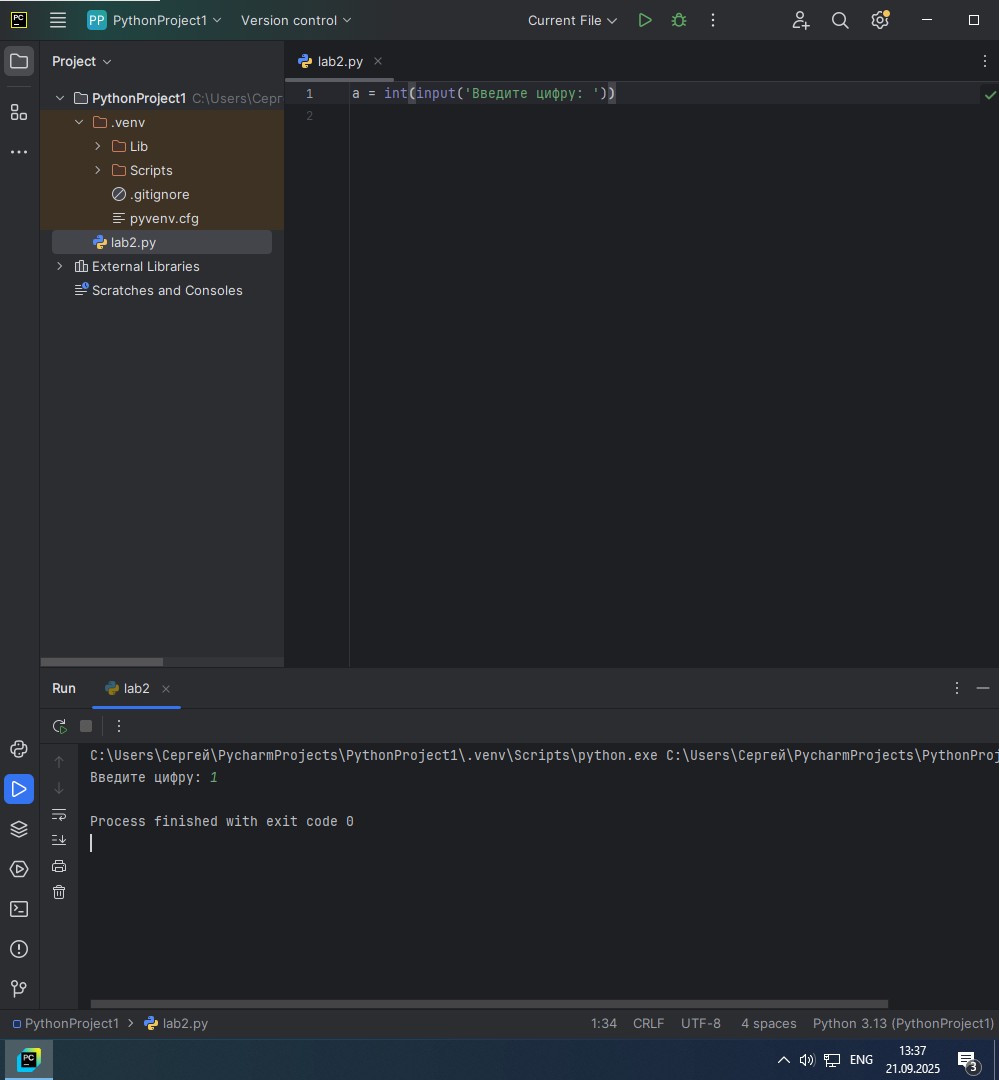 PC
PP PythonProject1 Version control Current File
Project
lab2.py
PythonProject1 C:\Users\Серг
.venv
Lib
Scripts
.gitignore
pyvenv.cfg
lab2.py
External Libraries
Scratches and Consoles
1 a = int(input('Введите цифру: '))
2
Run lab2
C:\Users\Сергей\PycharmProjects\PythonProject1\.venv\Scripts\python.exe C:\Users\Сергей\PycharmProjects\PythonProj
Введите цифру: 1
Process finished with exit code 0
PythonProject1 lab2.py 1:34 CRLF UTF-8 4 spaces Python 3.13 (PythonProject1)
PC ENG 13:37
21.09.2025 3